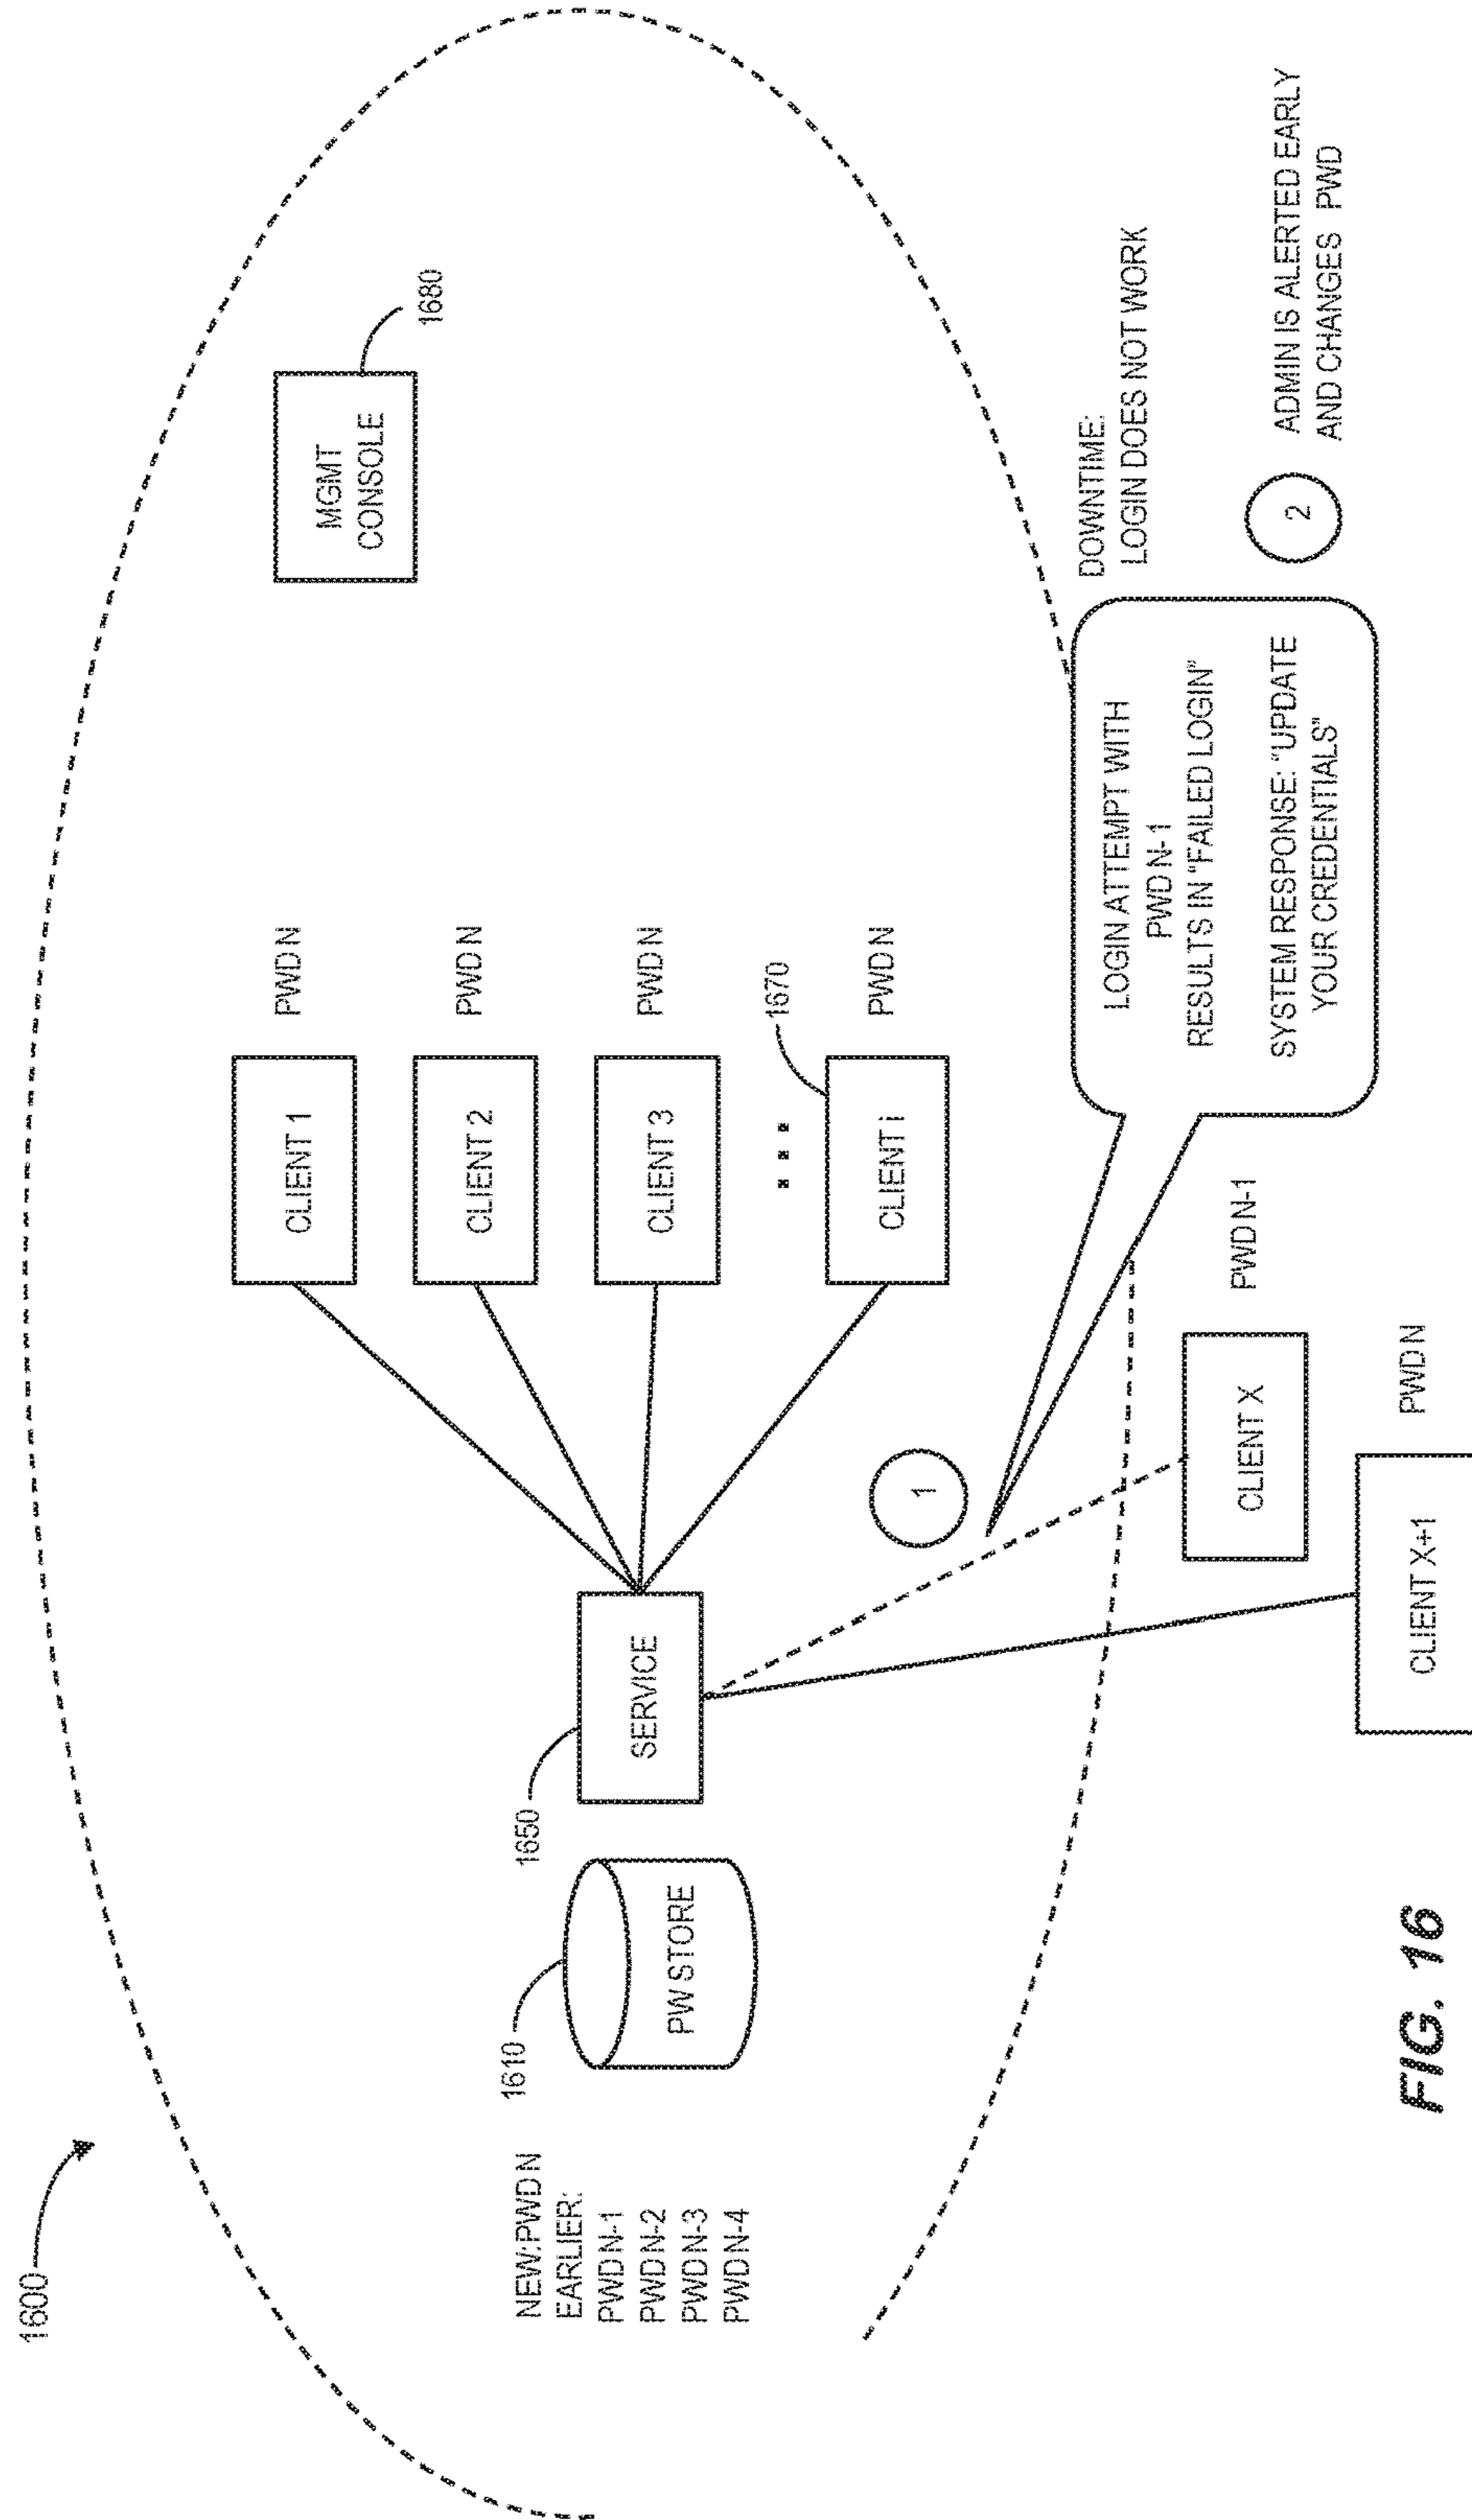 1600
NEW:PWD N
EARLIER:
PWD N-1
PWD N-2
PWD N-3
PWD N-4
1610
PW STORE
1650
SERVICE
CLIENT 1
PWD N
CLIENT 2
PWD N
CLIENT 3
PWD N
1670
CLIENT I
PWD N
MGMT
CONSOLE
1680
1
CLIENT X
PWD N-1
CLIENT X+1
PWD N
LOGIN ATTEMPT WITH
PWD N-1
RESULTS IN "FAILED LOGIN"
SYSTEM RESPONSE: "UPDATE
YOUR CREDENTIALS"
DOWNTIME:
LOGIN DOES NOT WORK
2
ADMIN IS ALERTED EARLY
AND CHANGES PWD
FIG. 16